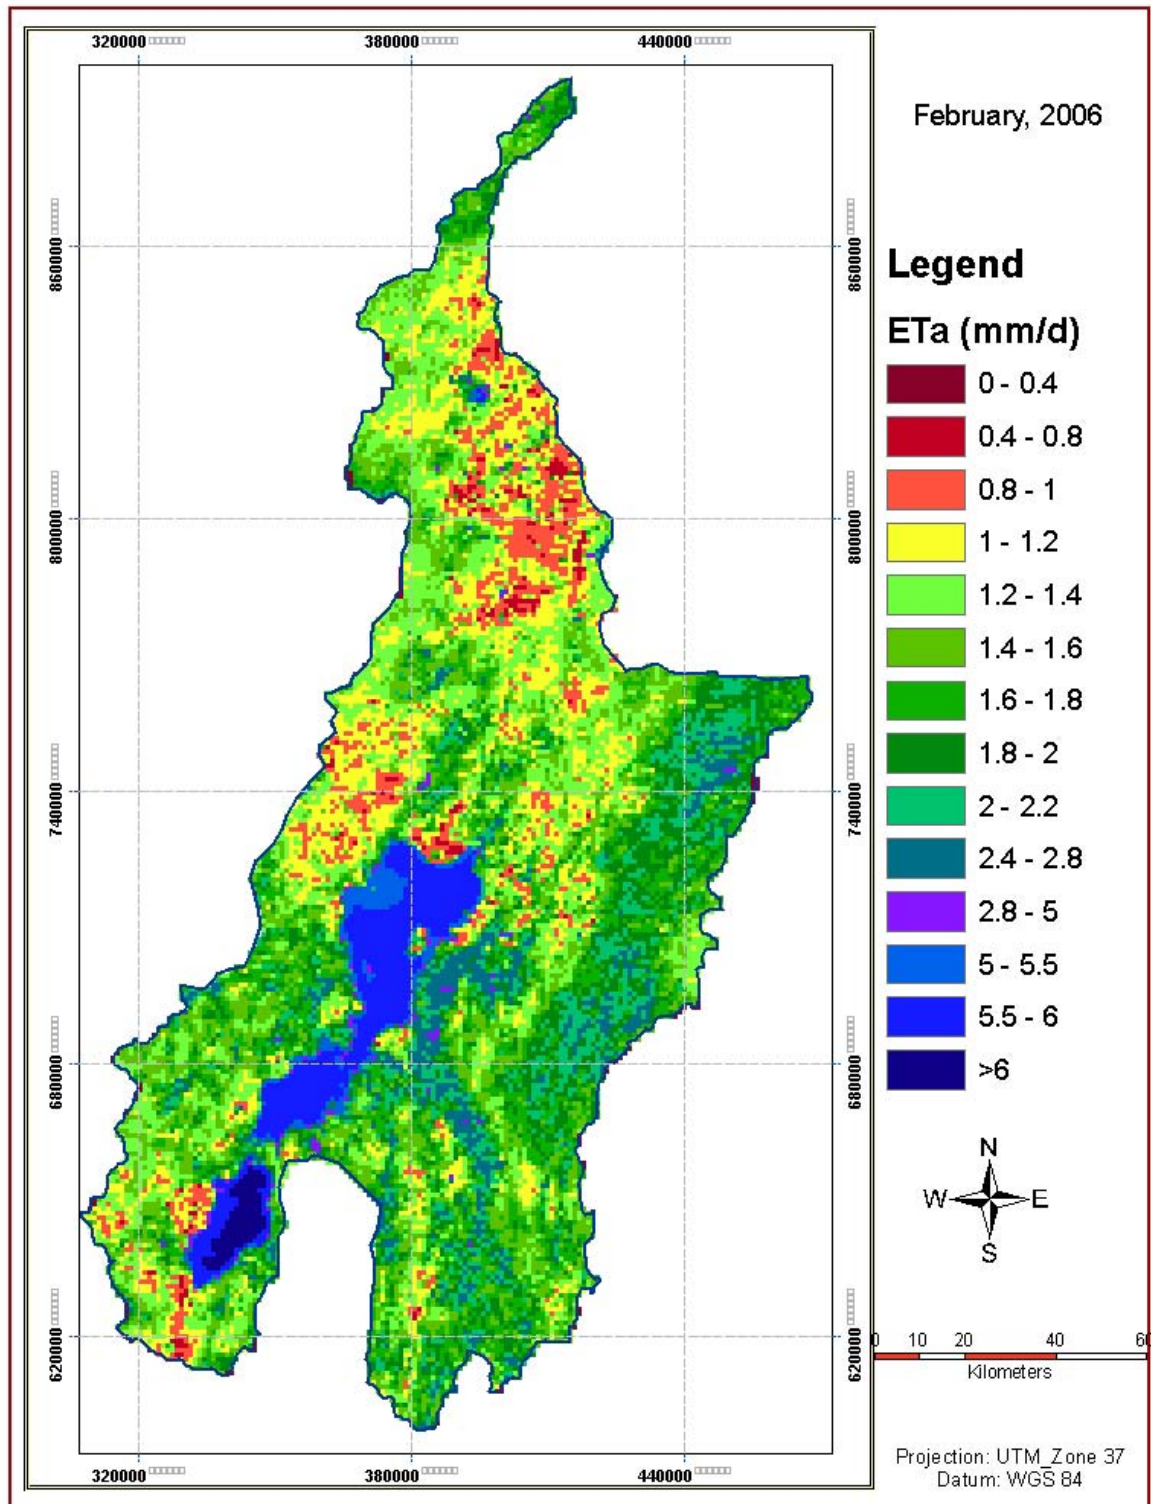 320000 380000 440000
February, 2006
860000 860000
Legend
ETa (mm/d)
0 - 0.4
0.4 - 0.8
0.8 - 1
800000 800000
1 - 1.2
1.2 - 1.4
1.4 - 1.6
1.6 - 1.8
1.8 - 2
740000 740000
2 - 2.2
2.4 - 2.8
2.8 - 5
5 - 5.5
5.5 - 6
680000 680000
>6
N
W E
S
620000 620000
0 10 20 40 60
Kilometers
Projection: UTM_Zone 37
Datum: WGS 84
320000 380000 440000